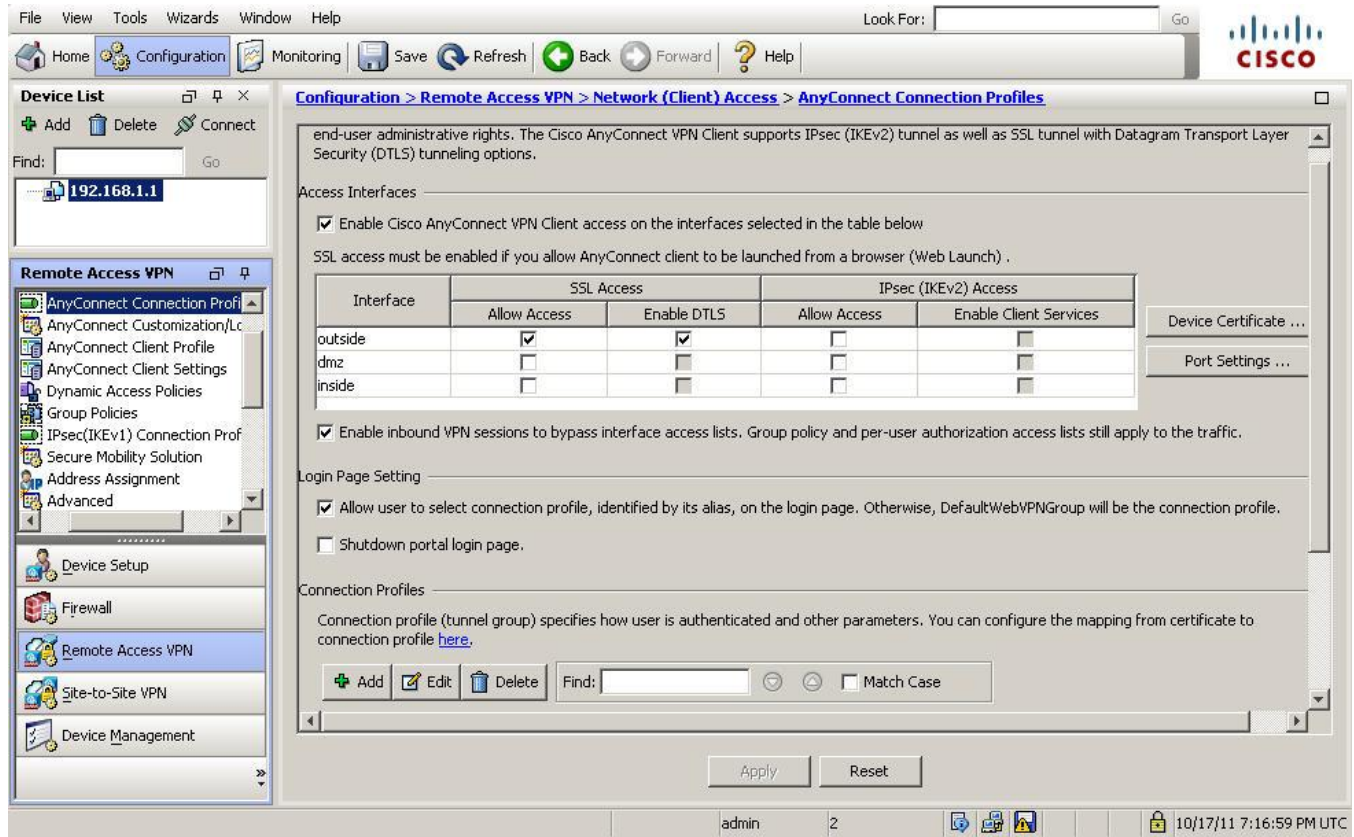 File View Tools Wizards Window Help
Look For:
Go
Home Configuration Monitoring Save Refresh Back Forward Help
CISCO
Device List
Add Delete Connect
Find: Go
192.168.1.1
Remote Access VPN
AnyConnect Connection Profi
AnyConnect Customization/Lo
AnyConnect Client Profile
AnyConnect Client Settings
Dynamic Access Policies
Group Policies
IPsec(IKEv1) Connection Prof
Secure Mobility Solution
Address Assignment
Advanced
Device Setup
Firewall
Remote Access VPN
Site-to-Site VPN
Device Management
Configuration > Remote Access VPN > Network (Client) Access > AnyConnect Connection Profiles
end-user administrative rights. The Cisco AnyConnect VPN Client supports IPsec (IKEv2) tunnel as well as SSL tunnel with Datagram Transport Layer
Security (DTLS) tunneling options.
Access Interfaces
Enable Cisco AnyConnect VPN Client access on the interfaces selected in the table below
SSL access must be enabled if you allow AnyConnect client to be launched from a browser (Web Launch) .
Interface SSL Access IPsec (IKEv2) Access
Allow Access Enable DTLS Allow Access Enable Client Services
outside
dmz
inside
Device Certificate ...
Port Settings ...
Enable inbound VPN sessions to bypass interface access lists. Group policy and per-user authorization access lists still apply to the traffic.
Login Page Setting
Allow user to select connection profile, identified by its alias, on the login page. Otherwise, DefaultWebVPNGroup will be the connection profile.
Shutdown portal login page.
Connection Profiles
Connection profile (tunnel group) specifies how user is authenticated and other parameters. You can configure the mapping from certificate to
connection profile here.
Add Edit Delete Find: Match Case
Apply Reset
admin 2 10/17/11 7:16:59 PM UTC